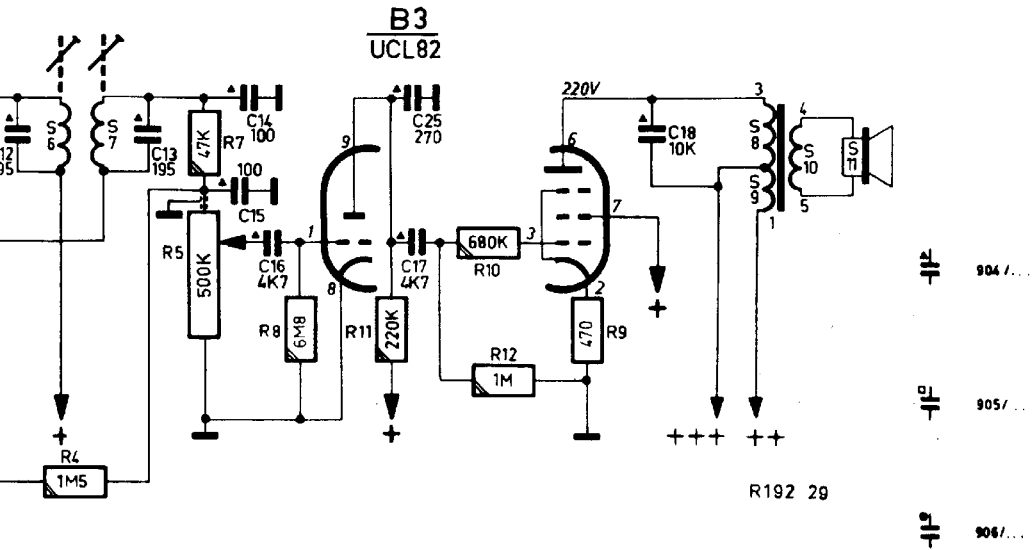 B3
UCL82
220V
3
4
S
6
S
7
C13
195
C14
100
R7
47K
9
C25
270
6
C18
10K
S
8
S
10
S
11
100
C15
S
9
7
5
1
R5
500K
C16
4K7
1
8
C17
4K7
680K
R10
3
2
R8
6M8
R11
220K
470
R9
R12
1M
+
+
+
+++
++
R4
1M5
R192 29
904/...
905/...
906/...